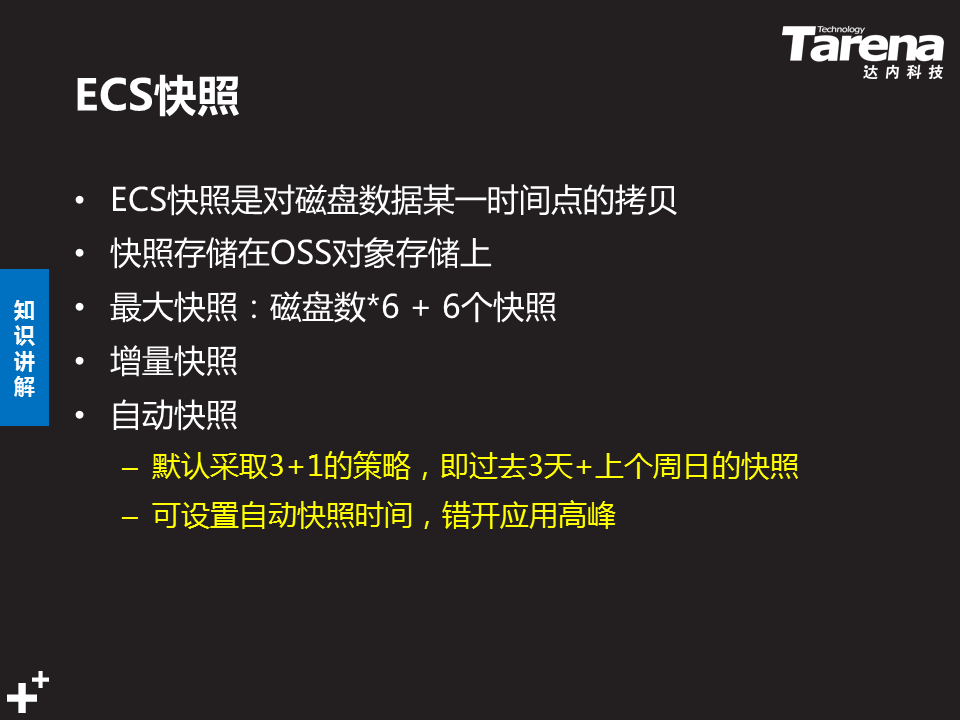 Technology
Tarena
达内科技
ECS快照
• ECS快照是对磁盘数据某一时间点的拷贝
• 快照存储在OSS对象存储上
• 最大快照：磁盘数*6 + 6个快照
• 增量快照
• 自动快照
– 默认采取3+1的策略，即过去3天+上个周日的快照
– 可设置自动快照时间，错开应用高峰
知
识
讲
解